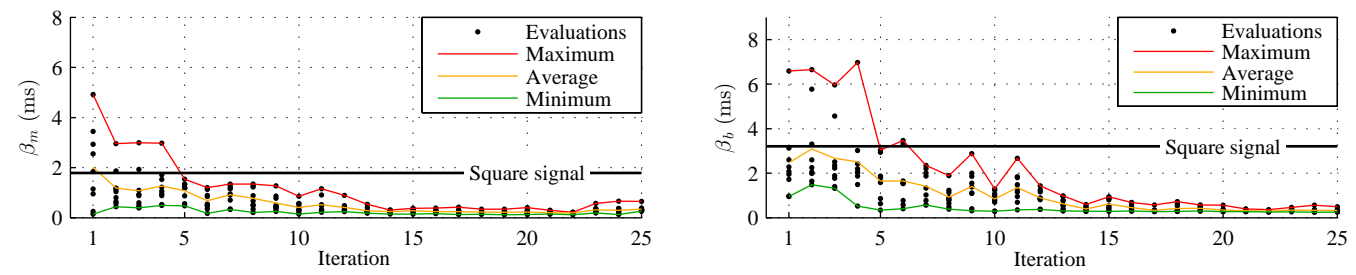 8
6
4
2
0
β_m (ms)
Evaluations
Maximum
Average
Minimum
Square signal
1 5 10 15 20 25
Iteration
8
6
4
2
0
β_b (ms)
Evaluations
Maximum
Average
Minimum
Square signal
1 5 10 15 20 25
Iteration